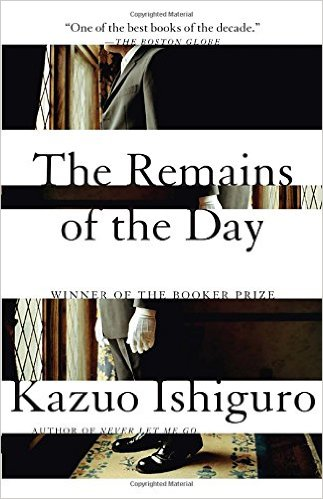 “One of the best books of the decade.”
—THE BOSTON GLOBE
The Remains
of the Day
WINNER OF THE BOOKER PRIZE
Kazuo Ishiguro
AUTHOR OF NEVER LET ME GO